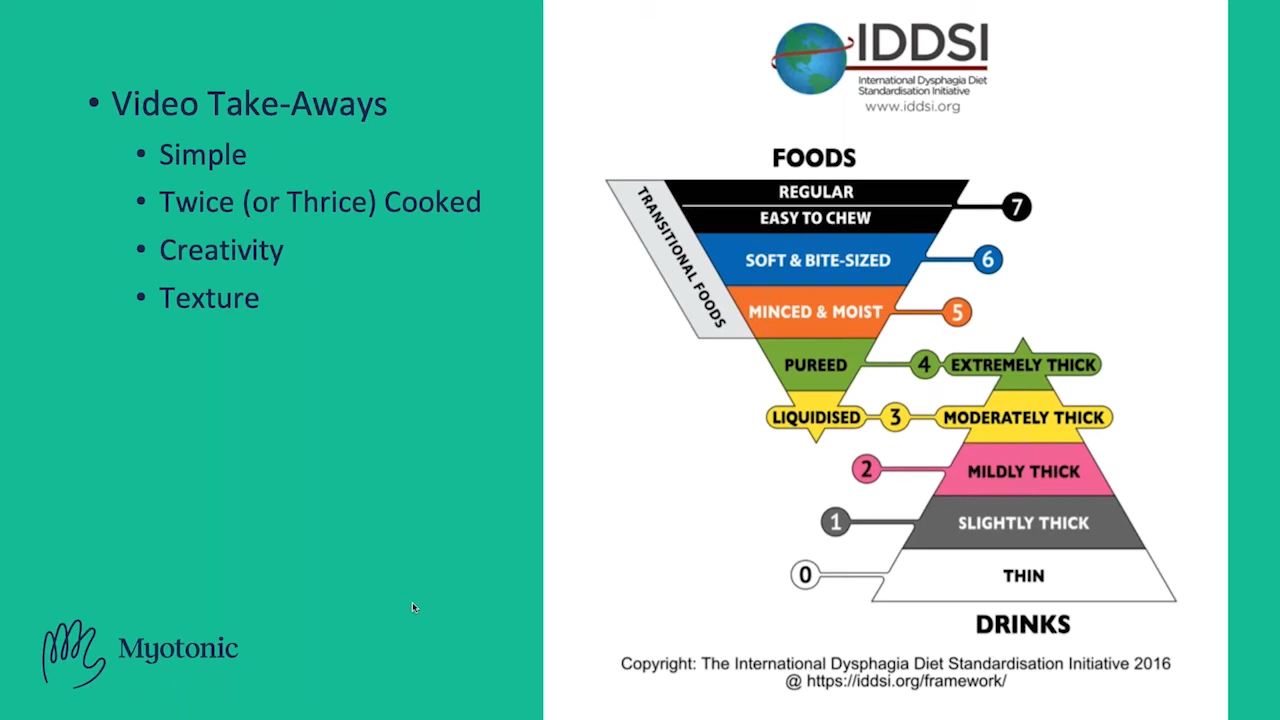 • Video Take-Aways
• Simple
• Twice (or Thrice) Cooked
• Creativity
• Texture
Myotonic
IDDSI
International Dysphagia Diet
Standardisation Initiative
www.iddsi.org
FOODS
TRANSITIONAL FOODS
REGULAR
EASY TO CHEW
7
SOFT & BITE-SIZED
6
MINCED & MOIST
5
PUREED
4
EXTREMELY THICK
LIQUIDISED
3
MODERATELY THICK
2
MILDLY THICK
1
SLIGHTLY THICK
0
THIN
DRINKS
Copyright: The International Dysphagia Diet Standardisation Initiative 2016
@ https://iddsi.org/framework/